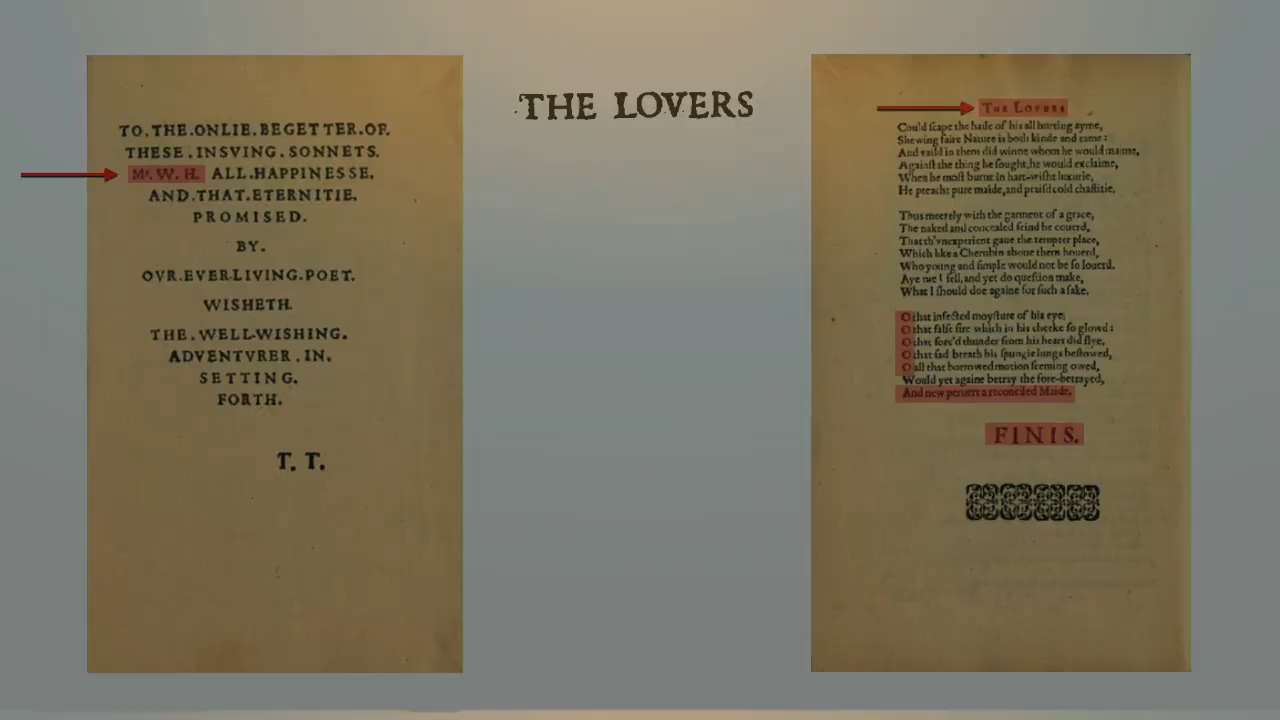 TO.THE.ONLIE.BEGETTER.OF.
THESE.INSVING.SONNETS.
Mr.W.H. ALL.HAPPINESSE.
AND.THAT.ETERNITIE.
PROMISED.
BY.
OVR.EVER-LIVING.POET.
WISHETH.
THE.WELL-WISHING.
ADVENTVRER.IN.
SETTING.
FORTH.
T. T.
THE LOVERS
THE LOVERS
Could ſcape the haile of his all hurting ayme,
Shewing faire Nature is both kinde and tame:
And vaild in them did winne whom he would maime,
Againſt the thing he ſought, he would exclaime,
When he moſt burnt in hart-wiſht luxurie,
He preacht pure maide, and praiſd cold chaſtitie.
Thus meerely with the garment of a grace,
The naked and concealed feind he couerd,
That th'vnexperient gaue the tempter place,
Which like a Cherubin aboue them houerd,
Who young and ſimple would not be ſo louerd.
Aye me I fell, and yet do queſtion make,
What I ſhould doe againe for ſuch a ſake.
O that infected moyſture of his eye,
O that falſe fire which in his cheeke ſo glowd:
O that forc'd thunder from his heart did flye,
O that ſad breath his ſpungie lungs beſtowed,
O all that borrowed motion ſeeming owed,
Would yet againe betray the fore-betrayed,
And new peruert a reconciled Maide.
FINIS.